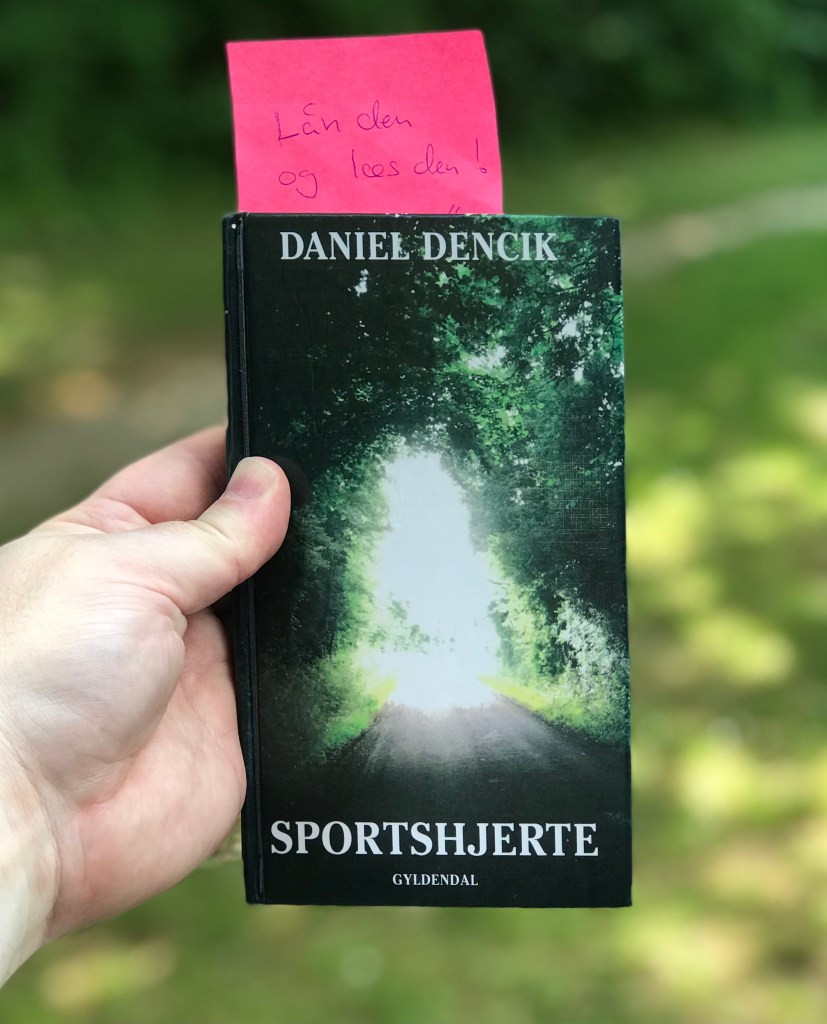 Lån den
og læs den!
DANIEL DENCIK
SPORTSHJERTE
GYLDENDAL